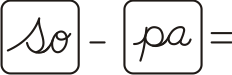 so - pa =